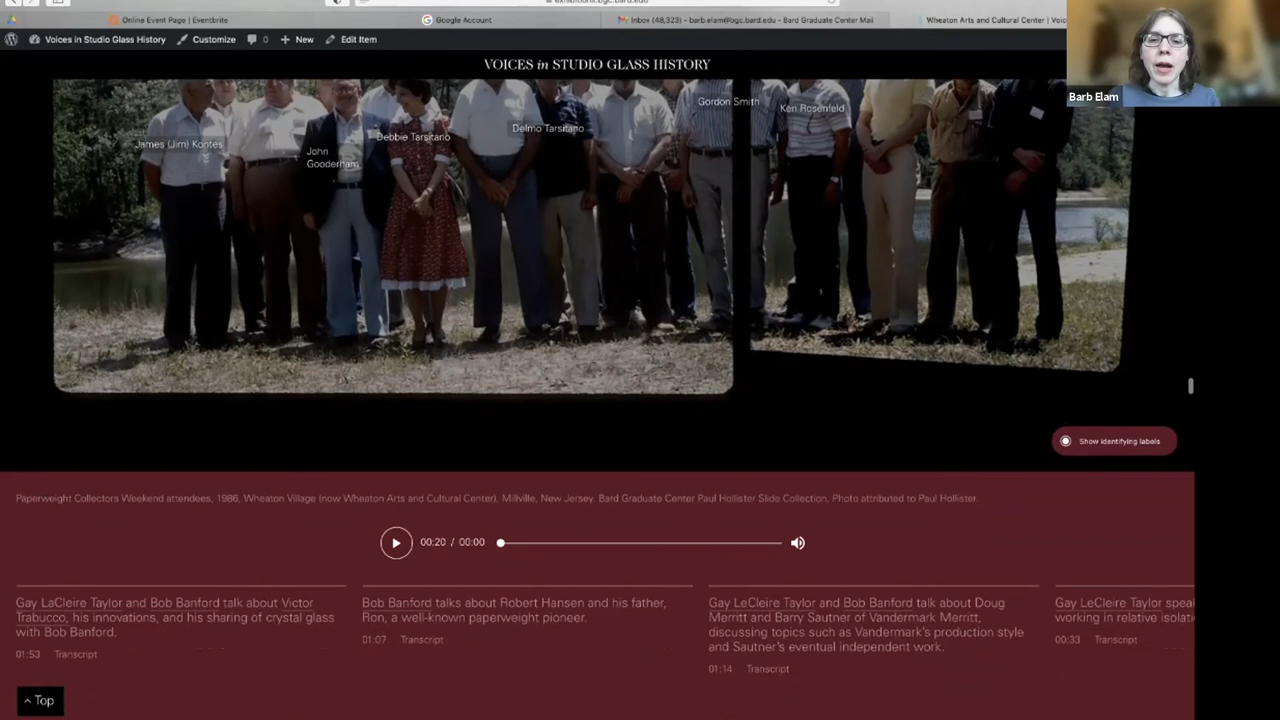 exhibitions.bgc.bard.edu
Online Event Page | Eventbrite
Google Account
Inbox (48,323) – barb.elam@bgc.bard.edu - Bard Graduate Center Mail
Wheaton Arts and Cultural Center | Voic
Voices in Studio Glass History
Customize
0
+ New
Edit Item
Barb Elam
VOICES in STUDIO GLASS HISTORY
Gordon Smith
Ken Rosenfeld
James (Jim) Kontes
Debbie Tarsitano
Delmo Tarsitano
John
Gooderham
Show identifying labels
Paperweight Collectors Weekend attendees, 1986, Wheaton Village (now Wheaton Arts and Cultural Center). Millville, New Jersey. Bard Graduate Center Paul Hollister Slide Collection. Photo attributed to Paul Hollister.
00:20 / 00:00
Gay LaCleire Taylor and Bob Banford talk about Victor
Trabucco, his innovations, and his sharing of crystal glass
with Bob Banford.
01:53 Transcript
Bob Banford talks about Robert Hansen and his father,
Ron, a well-known paperweight pioneer.
01:07 Transcript
Gay LeCleire Taylor and Bob Banford talk about Doug
Merritt and Barry Sautner of Vandermark Merritt,
discussing topics such as Vandermark's production style
and Sautner's eventual independent work.
01:14 Transcript
Gay LeCleire Taylor speal
working in relative isolati
00:33 Transcript
Top